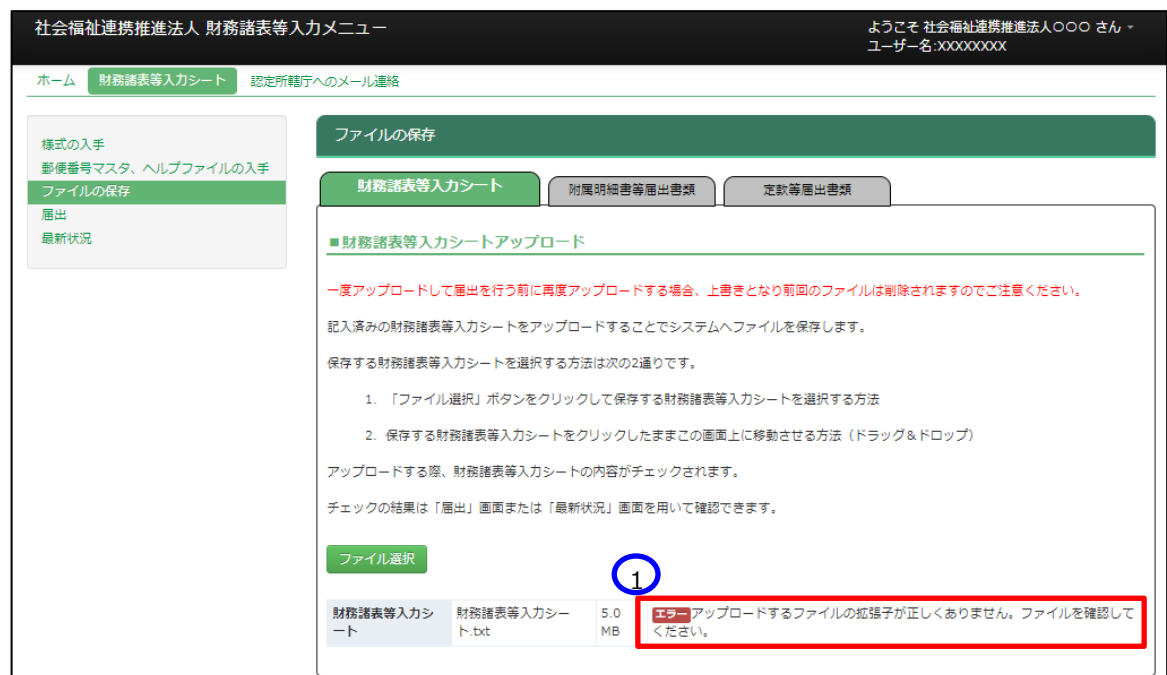 社会福祉連携推進法人 財務諸表等入力メニュー
ようこそ 社会福祉連携推進法人○○○ さん
ユーザー名:XXXXXXXX
ホーム 財務諸表等入力シート 認定所轄庁へのメール連絡
様式の入手
郵便番号マスタ、ヘルプファイルの入手
ファイルの保存
届出
最新状況
ファイルの保存
財務諸表等入力シート 附属明細書等届出書類 定款等届出書類
■財務諸表等入力シートアップロード
一度アップロードして届出を行う前に再度アップロードする場合、上書きとなり前回のファイルは削除されますのでご注意ください。
記入済みの財務諸表等入力シートをアップロードすることでシステムへファイルを保存します。
保存する財務諸表等入力シートを選択する方法は次の2通りです。
1. 「ファイル選択」ボタンをクリックして保存する財務諸表等入力シートを選択する方法
2. 保存する財務諸表等入力シートをクリックしたままこの画面上に移動させる方法（ドラッグ&ドロップ）
アップロードする際、財務諸表等入力シートの内容がチェックされます。
チェックの結果は「届出」画面または「最新状況」画面を用いて確認できます。
ファイル選択
1
財務諸表等入力シ
ート
財務諸表等入力シー
ト.txt
5.0
MB
エラー アップロードするファイルの拡張子が正しくありません。ファイルを確認して
ください。